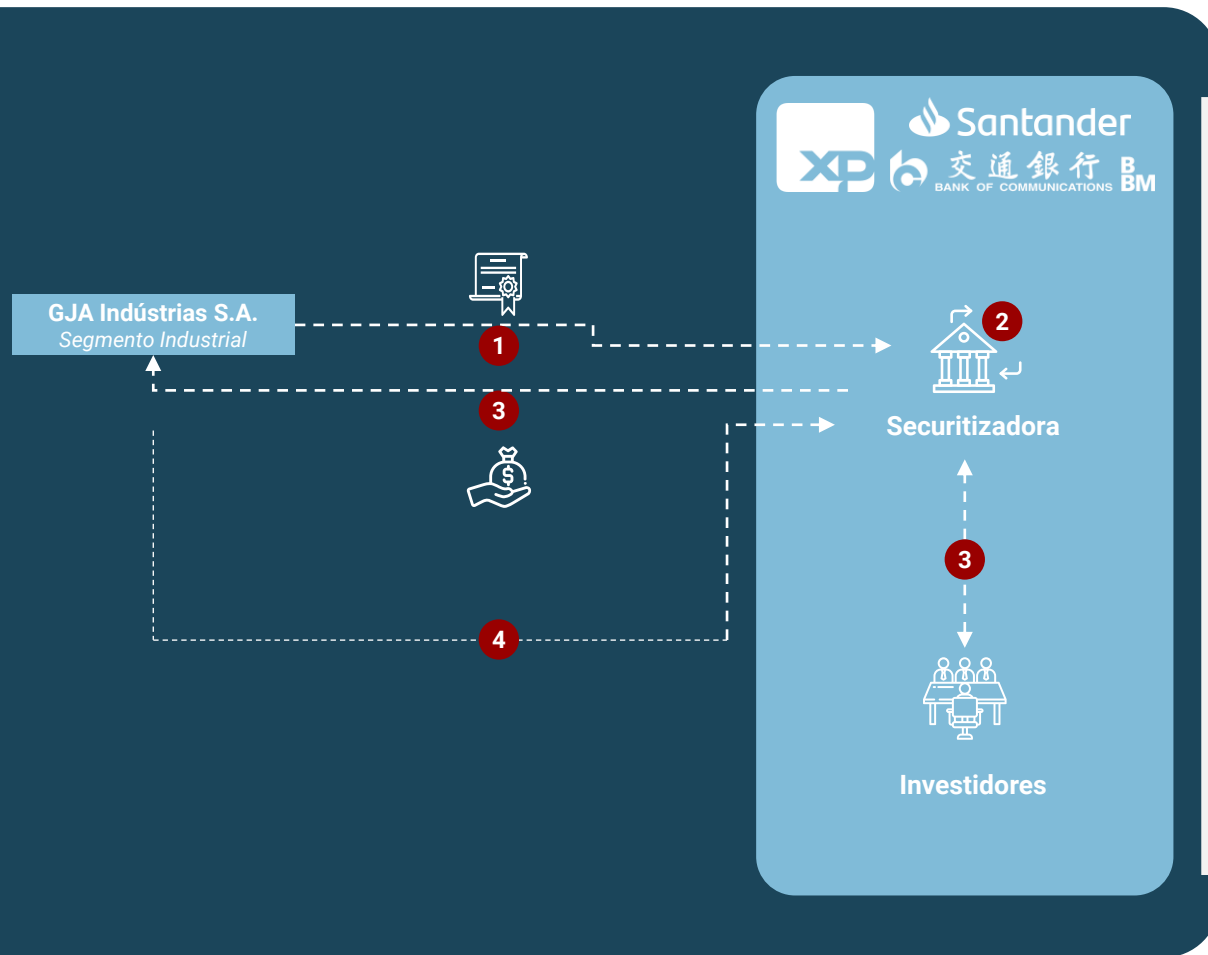 Santander
XP
交通銀行
BANK OF COMMUNICATIONS
B
BM
GJA Indústrias S.A.
Segmento Industrial
1
2
3
$
Securitizadora
3
4
Investidores